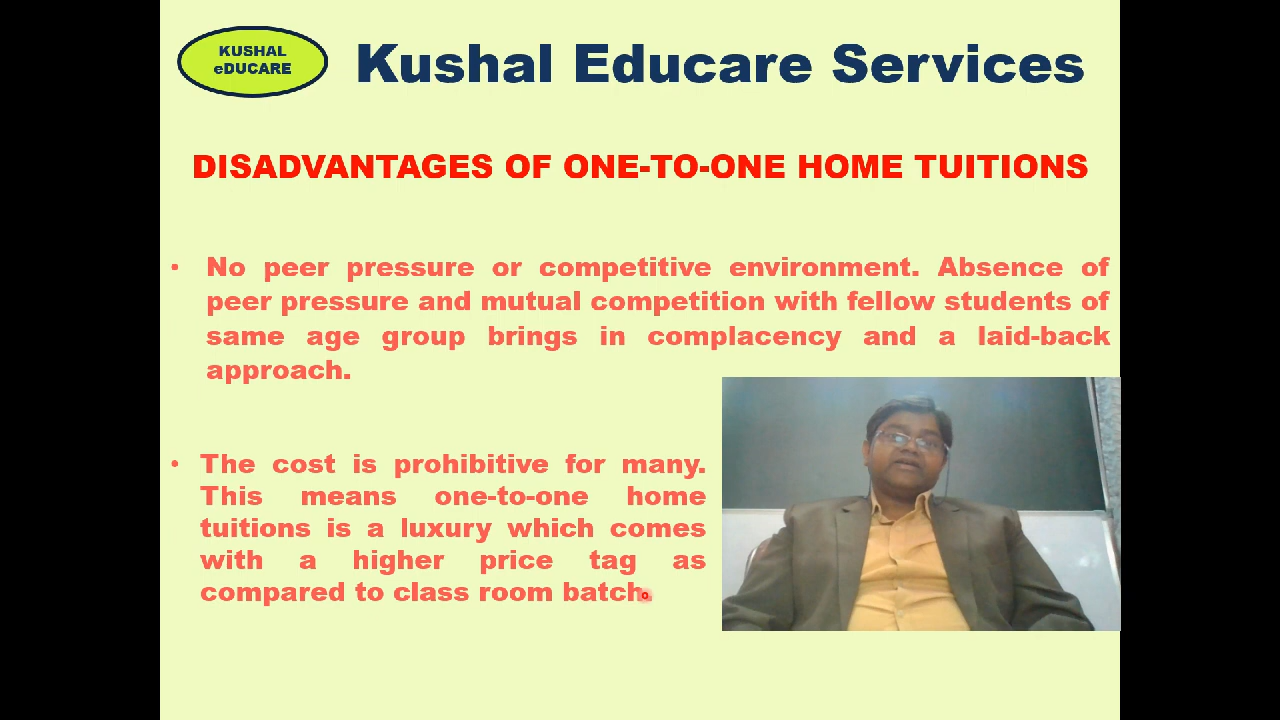 KUSHAL
eDUCARE
Kushal Educare Services
DISADVANTAGES OF ONE-TO-ONE HOME TUITIONS
• No peer pressure or competitive environment. Absence of
peer pressure and mutual competition with fellow students of
same age group brings in complacency and a laid-back
approach.
• The cost is prohibitive for many.
This means one-to-one home
tuitions is a luxury which comes
with a higher price tag as
compared to class room batch.